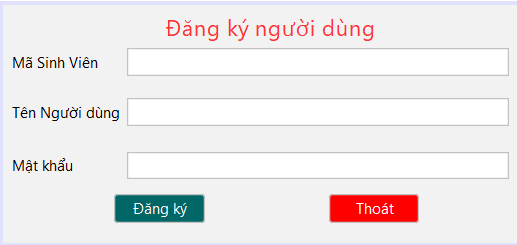 Đăng ký người dùng
Mã Sinh Viên
Tên Người dùng
Mật khẩu
Đăng ký Thoát